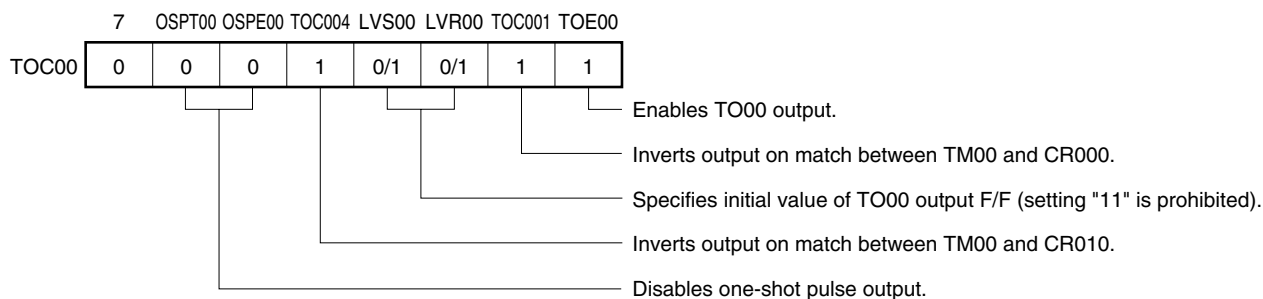 7 OSPT00 OSPE00 TOC004 LVS00 LVR00 TOC001 TOE00
TOC00 0 0 0 1 0/1 0/1 1 1
Enables TO00 output.
Inverts output on match between TM00 and CR000.
Specifies initial value of TO00 output F/F (setting "11" is prohibited).
Inverts output on match between TM00 and CR010.
Disables one-shot pulse output.